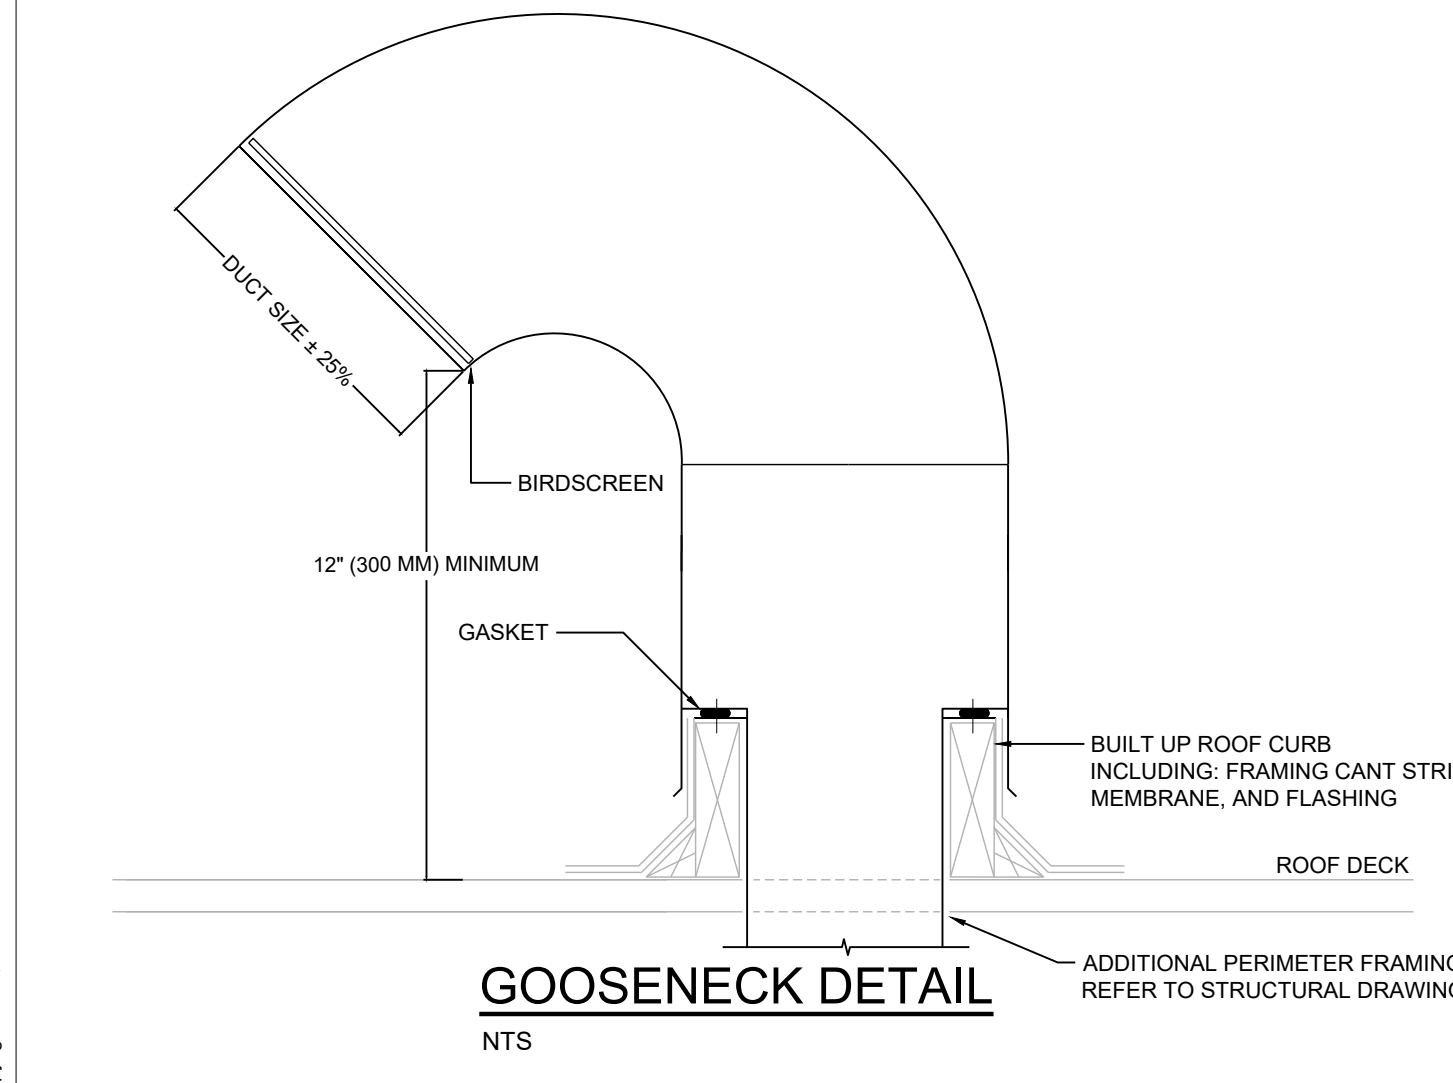 DUCT SIZE ± 25%
BIRDSCREEN
12" (300 MM) MINIMUM
GASKET
BUILT UP ROOF CURB
INCLUDING: FRAMING CANT STRI
MEMBRANE, AND FLASHING
ROOF DECK
ADDITIONAL PERIMETER FRAMING
REFER TO STRUCTURAL DRAWING
GOOSENECK DETAIL
NTS